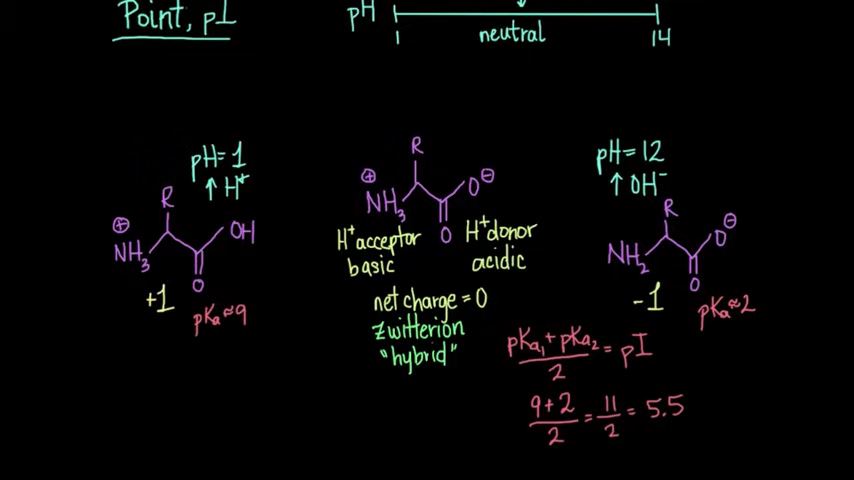 Point, pI
pH
1
neutral
14
pH=1
↑H⁺
R
⊕
NH₃
OH
O
+1
pKa≈9
R
⊕
NH₃
O⊖
O
H⁺acceptor
basic
H⁺donor
acidic
net charge = 0
Zwitterion
"hybrid"
pH=12
↑OH⁻
R
NH₂
O⊖
O
-1
pKa≈2
pKa₁+pKa₂/2 = pI
9+2/2 = 11/2 = 5.5